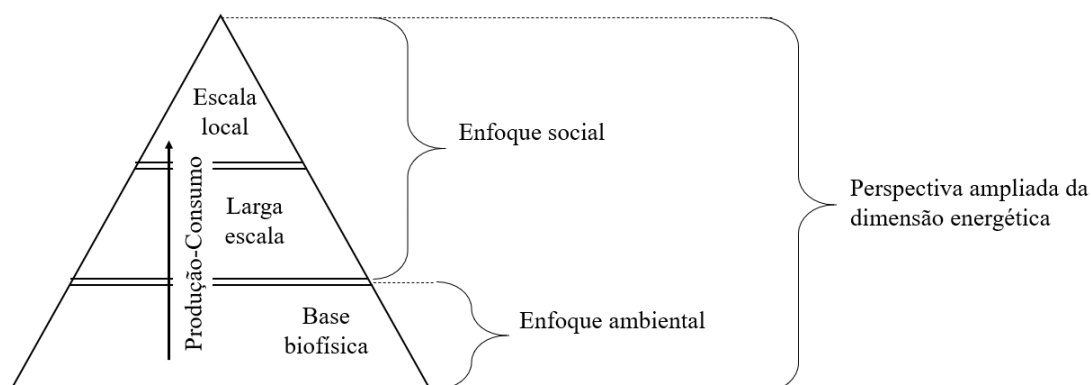 Escala
local
Enfoque social
Produção-Consumo
Larga
escala
Perspectiva ampliada da
dimensão energética
Base
biofísica
Enfoque ambiental